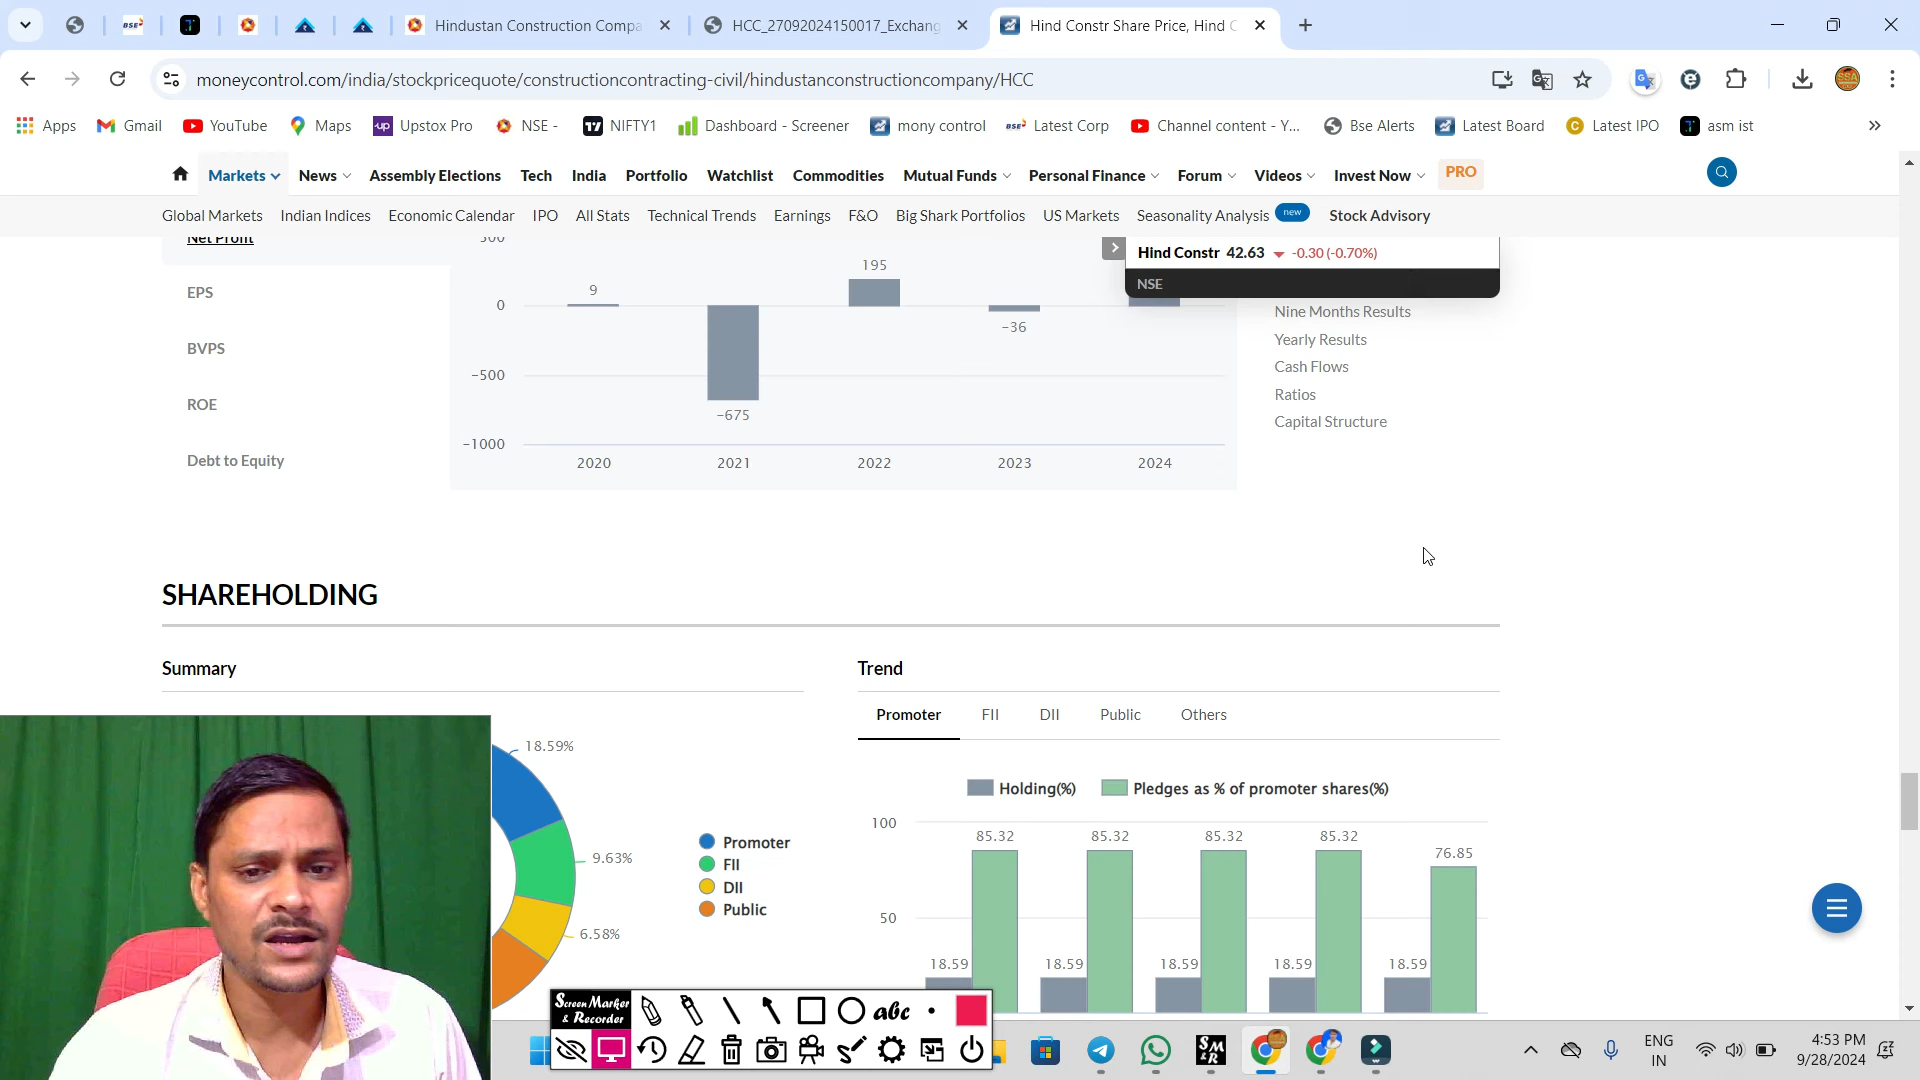 Hindustan Construction Compa
HCC_27092024150017_Exchang
Hind Constr Share Price, Hind C
moneycontrol.com/india/stockpricequote/constructioncontracting-civil/hindustanconstructioncompany/HCC
Apps Gmail YouTube Maps Upstox Pro NSE - NIFTY1 Dashboard - Screener mony control Latest Corp Channel content - Y... Bse Alerts Latest Board Latest IPO asm ist
Markets News Assembly Elections Tech India Portfolio Watchlist Commodities Mutual Funds Personal Finance Forum Videos Invest Now PRO
Global Markets Indian Indices Economic Calendar IPO All Stats Technical Trends Earnings F&O Big Shark Portfolios US Markets Seasonality Analysis new Stock Advisory
Net Profit
EPS
BVPS
ROE
Debt to Equity
0
-500
-1000
9
-675
195
-36
2020 2021 2022 2023 2024
Hind Constr 42.63 -0.30 (-0.70%)
NSE
Nine Months Results
Yearly Results
Cash Flows
Ratios
Capital Structure
SHAREHOLDING
Summary
18.59%
9.63%
6.58%
Promoter
FII
DII
Public
Trend
Promoter FII DII Public Others
Holding(%) Pledges as % of promoter shares(%)
100
50
85.32 85.32 85.32 85.32 76.85
18.59 18.59 18.59 18.59 18.59
Screen Marker
& Recorder
abc
ENG
IN
4:53 PM
9/28/2024